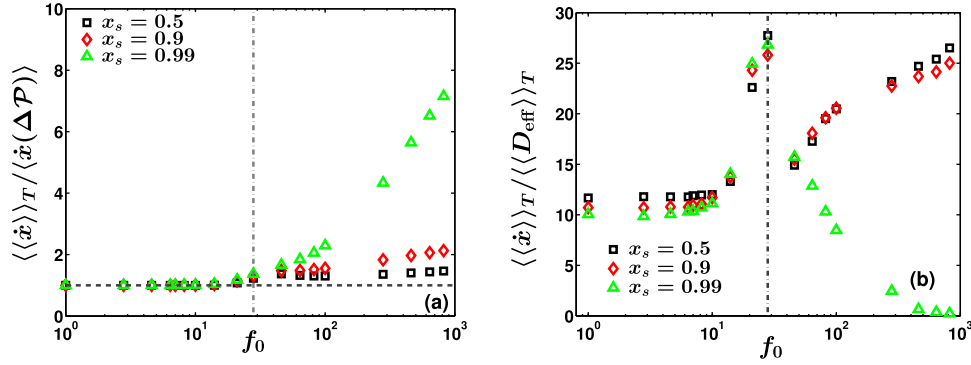 10
8
6
4
2
0
x_s = 0.5
x_s = 0.9
x_s = 0.99
(a)
10^0
10^1
10^2
10^3
f_0
⟨⟨ẋ⟩⟩_T / ⟨ẋ(Δ𝒫)⟩
30
25
20
15
10
5
0
x_s = 0.5
x_s = 0.9
x_s = 0.99
(b)
10^0
10^1
10^2
10^3
f_0
⟨⟨ẋ⟩⟩_T / ⟨⟨D_eff⟩⟩_T